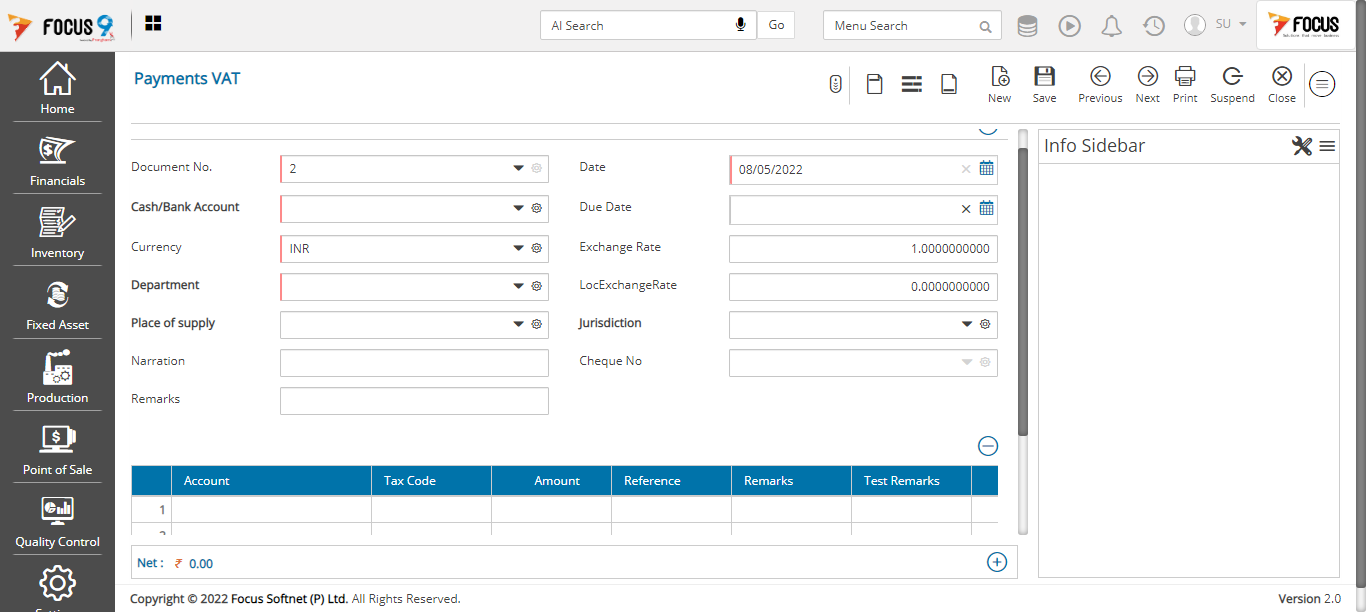 FOCUS 9
AI Search
Go
Menu Search
SU
FOCUS
Home
Financials
Inventory
Fixed Asset
Production
Point of Sale
Quality Control
Payments VAT
New
Save
Previous
Next
Print
Suspend
Close
Document No.
2
Date
08/05/2022
Cash/Bank Account
Due Date
Currency
INR
Exchange Rate
1.0000000000
Department
LocExchangeRate
0.0000000000
Place of supply
Jurisdiction
Narration
Cheque No
Remarks
Account Tax Code Amount Reference Remarks Test Remarks
1
Net : ₹ 0.00
Info Sidebar
Copyright © 2022 Focus Softnet (P) Ltd. All Rights Reserved.
Version 2.0